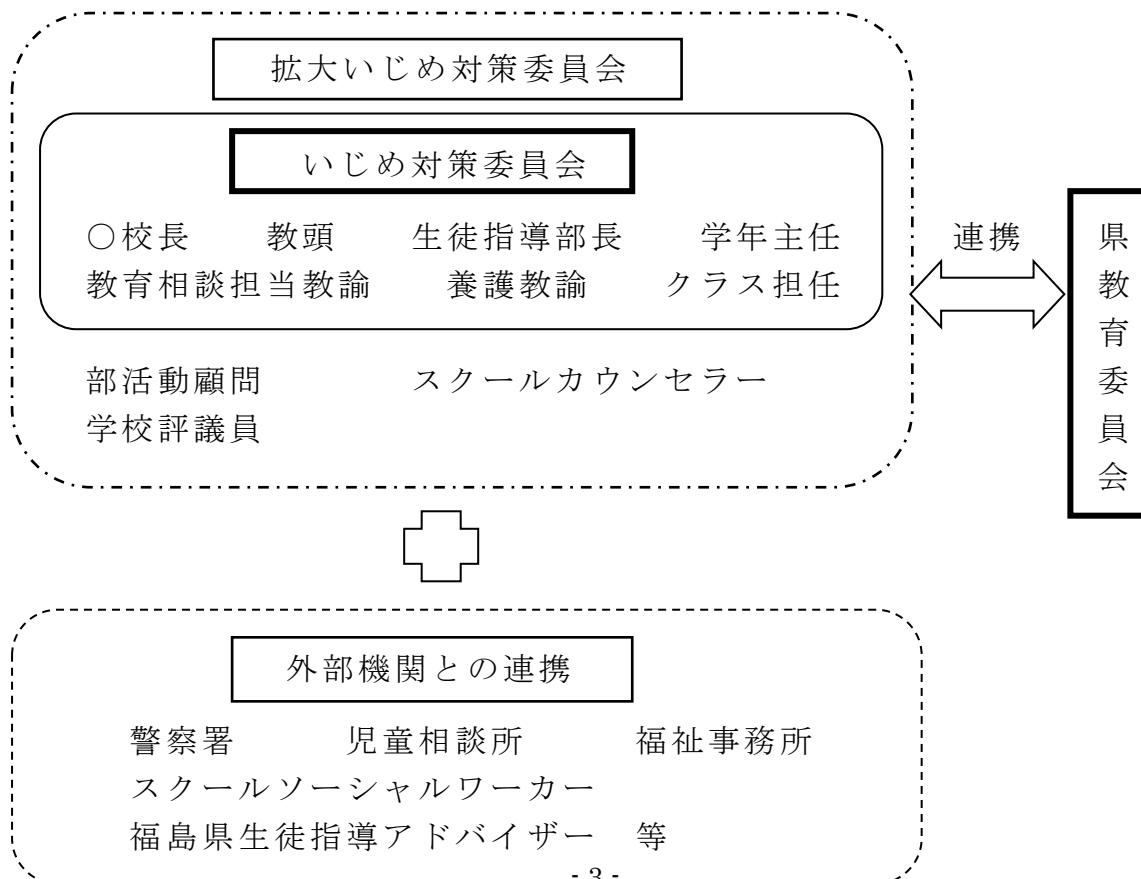 拡大いじめ対策委員会
いじめ対策委員会
○校長 教頭 生徒指導部長 学年主任
教育相談担当教諭 養護教諭 クラス担任
部活動顧問 スクールカウンセラー
学校評議員
連携
県教育委員会
外部機関との連携
警察署 児童相談所 福祉事務所
スクールソーシャルワーカー
福島県生徒指導アドバイザー 等
- 3 -